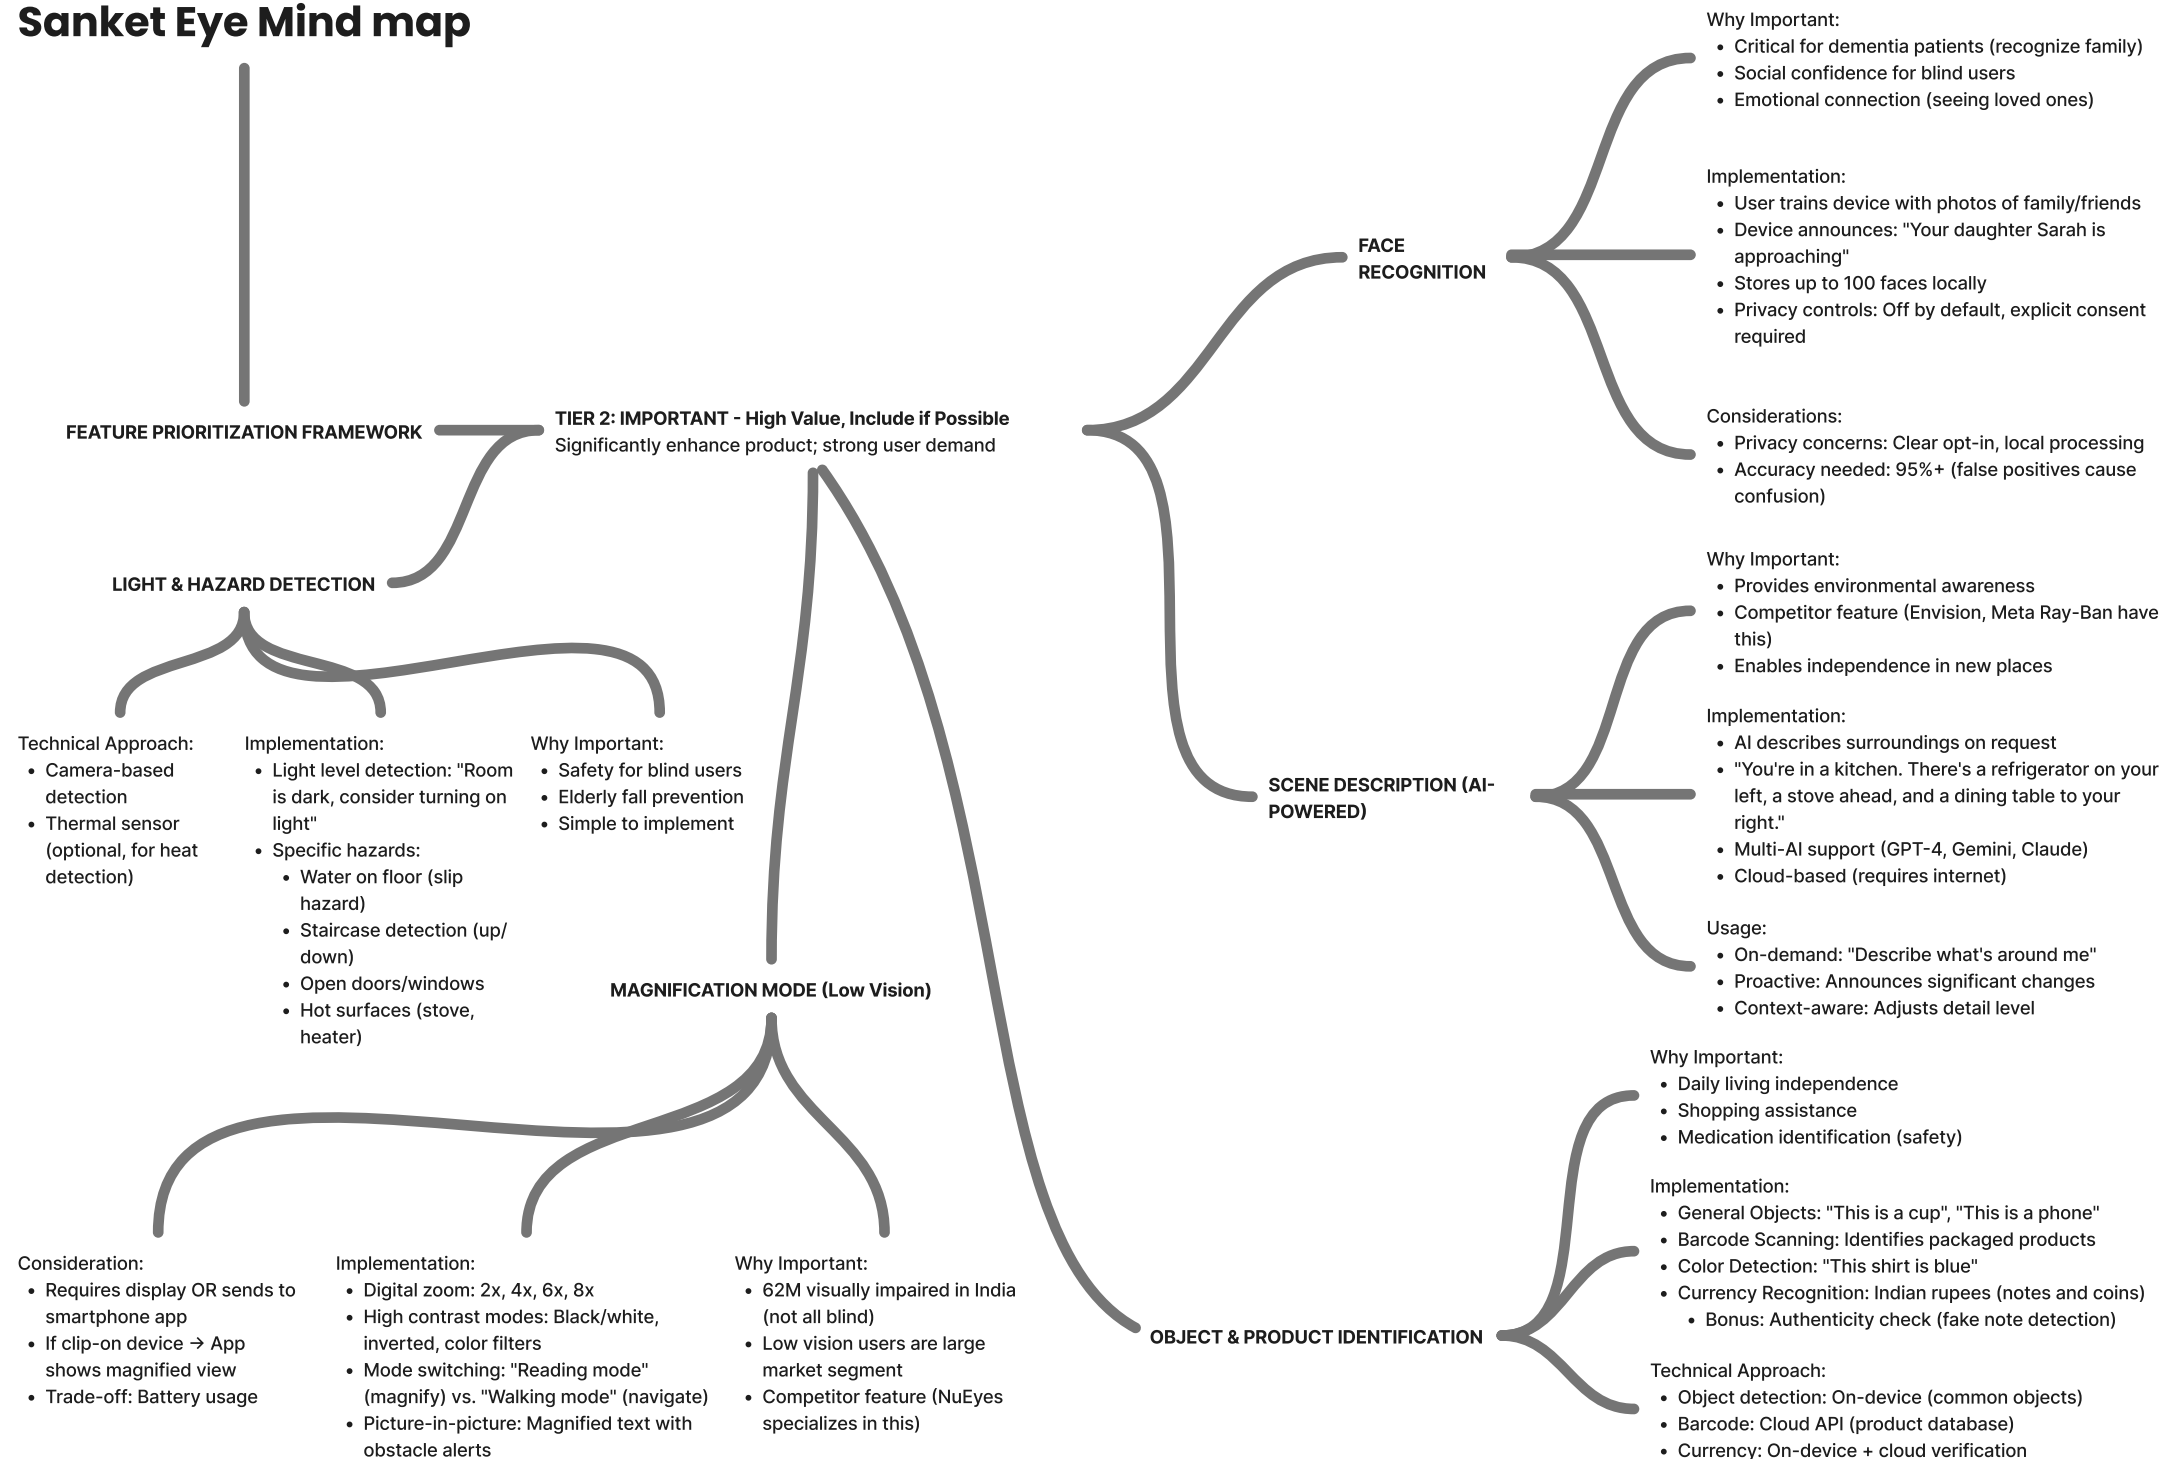 Sanket Eye Mind map
FEATURE PRIORITIZATION FRAMEWORK
TIER 2: IMPORTANT - High Value, Include if Possible
Significantly enhance product; strong user demand
FACE
RECOGNITION
Why Important:
• Critical for dementia patients (recognize family)
• Social confidence for blind users
• Emotional connection (seeing loved ones)
Implementation:
• User trains device with photos of family/friends
• Device announces: "Your daughter Sarah is
approaching"
• Stores up to 100 faces locally
• Privacy controls: Off by default, explicit consent
required
Considerations:
• Privacy concerns: Clear opt-in, local processing
• Accuracy needed: 95%+ (false positives cause
confusion)
SCENE DESCRIPTION (AI-
POWERED)
Why Important:
• Provides environmental awareness
• Competitor feature (Envision, Meta Ray-Ban have
this)
• Enables independence in new places
Implementation:
• AI describes surroundings on request
• "You're in a kitchen. There's a refrigerator on your
left, a stove ahead, and a dining table to your
right."
• Multi-AI support (GPT-4, Gemini, Claude)
• Cloud-based (requires internet)
Usage:
• On-demand: "Describe what's around me"
• Proactive: Announces significant changes
• Context-aware: Adjusts detail level
LIGHT & HAZARD DETECTION
Technical Approach:
• Camera-based
detection
• Thermal sensor
(optional, for heat
detection)
Implementation:
• Light level detection: "Room
is dark, consider turning on
light"
• Specific hazards:
• Water on floor (slip
hazard)
• Staircase detection (up/
down)
• Open doors/windows
• Hot surfaces (stove,
heater)
Why Important:
• Safety for blind users
• Elderly fall prevention
• Simple to implement
MAGNIFICATION MODE (Low Vision)
Consideration:
• Requires display OR sends to
smartphone app
• If clip-on device → App
shows magnified view
• Trade-off: Battery usage
Implementation:
• Digital zoom: 2x, 4x, 6x, 8x
• High contrast modes: Black/white,
inverted, color filters
• Mode switching: "Reading mode"
(magnify) vs. "Walking mode" (navigate)
• Picture-in-picture: Magnified text with
obstacle alerts
Why Important:
• 62M visually impaired in India
(not all blind)
• Low vision users are large
market segment
• Competitor feature (NuEyes
specializes in this)
OBJECT & PRODUCT IDENTIFICATION
Why Important:
• Daily living independence
• Shopping assistance
• Medication identification (safety)
Implementation:
• General Objects: "This is a cup", "This is a phone"
• Barcode Scanning: Identifies packaged products
• Color Detection: "This shirt is blue"
• Currency Recognition: Indian rupees (notes and coins)
• Bonus: Authenticity check (fake note detection)
Technical Approach:
• Object detection: On-device (common objects)
• Barcode: Cloud API (product database)
• Currency: On-device + cloud verification